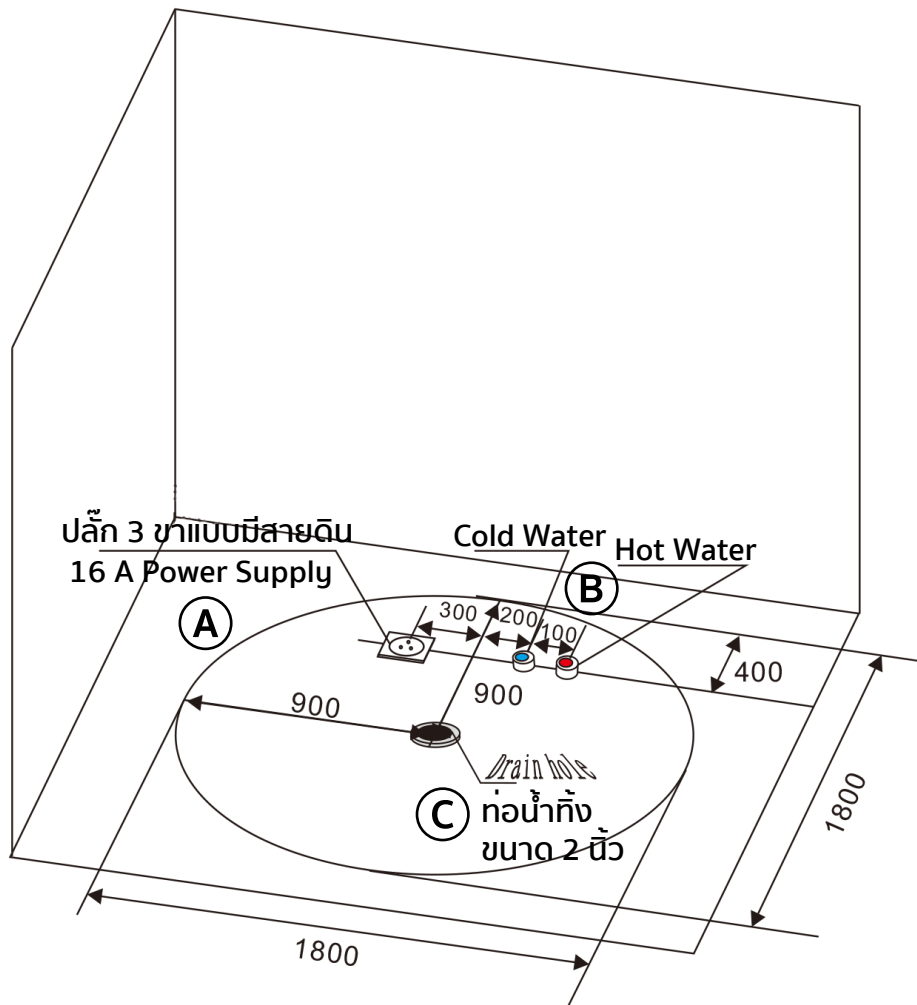 ปลั๊ก 3 ขาแบบมีสายดิน
16 A Power Supply
Cold Water
Hot Water
A
B
300
200
100
400
900
900
Drain hole
C
ท่อน้ำทิ้ง
ขนาด 2 นิ้ว
1800
1800